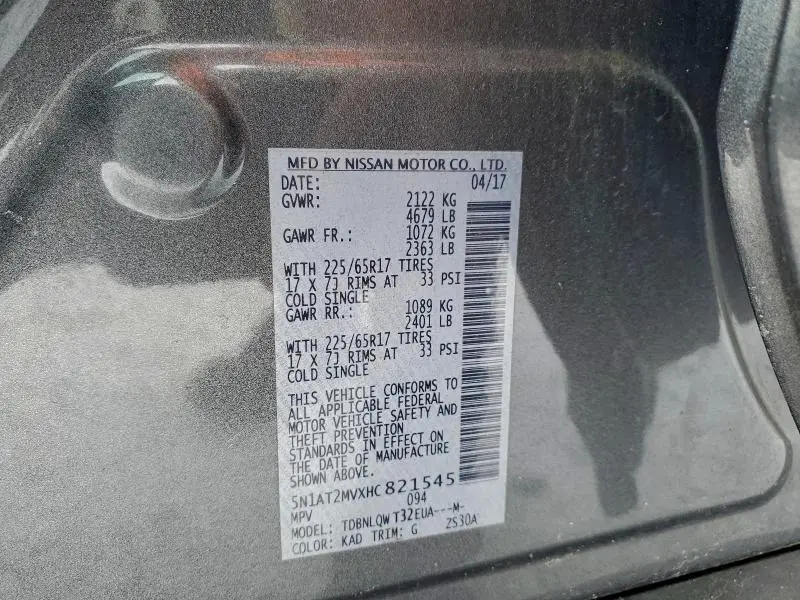 MFD BY NISSAN MOTOR CO., LTD.
DATE: 04/17
GVWR: 2122 KG
4679 LB
GAWR FR.: 1072 KG
2363 LB
WITH 225/65R17 TIRES
17 X 7J RIMS AT 33 PSI
COLD SINGLE
GAWR RR.: 1089 KG
2401 LB
WITH 225/65R17 TIRES
17 X 7J RIMS AT 33 PSI
COLD SINGLE
THIS VEHICLE CONFORMS TO
ALL APPLICABLE FEDERAL
MOTOR VEHICLE SAFETY AND
THEFT PREVENTION
STANDARDS IN EFFECT ON
THE DATE OF MANUFACTURE
SHOWN ABOVE.
5N1AT2MVXHC821545
MPV 094
MODEL: TDBNLQW T32EUA---M-
COLOR: KAD TRIM: G ZS30A